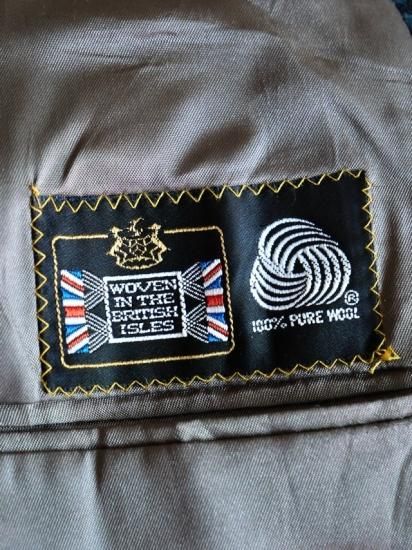 WOVEN
IN THE
BRITISH
ISLES
®
100% PURE WOOL